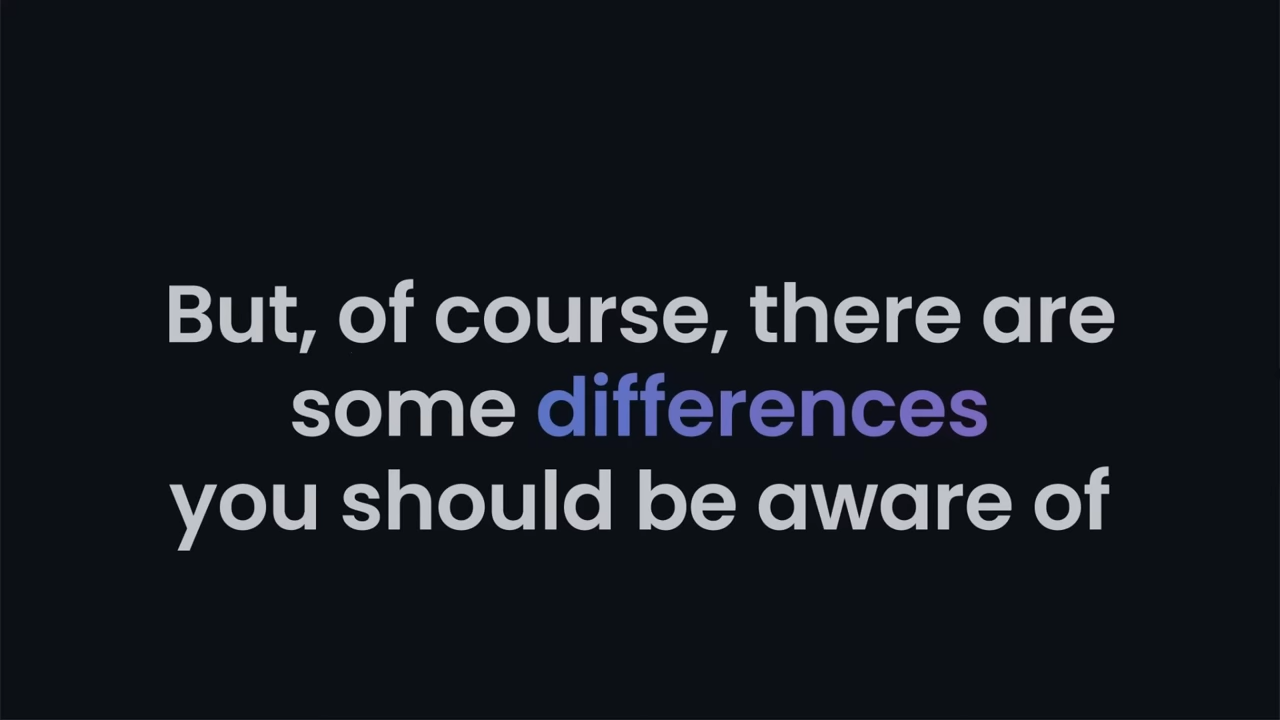 But, of course, there are
some differences
you should be aware of